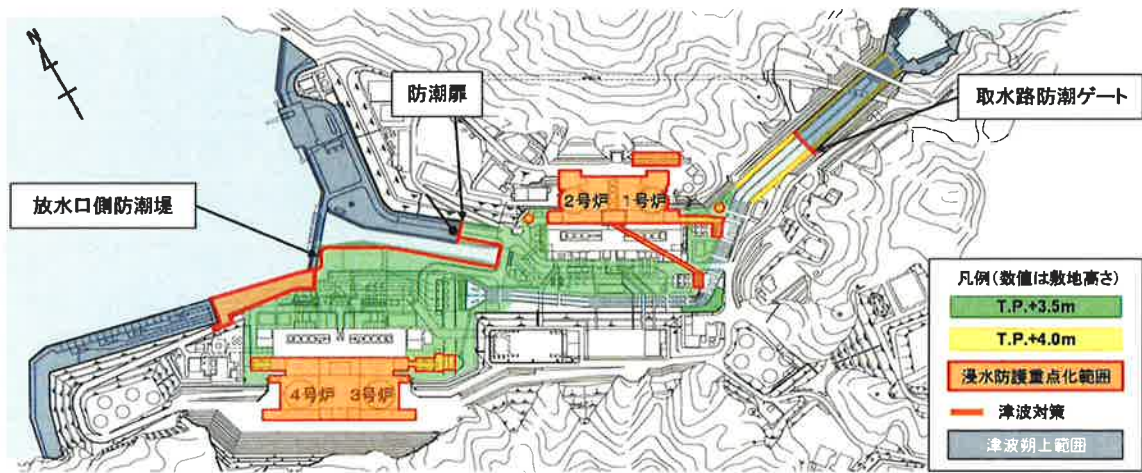 N
防潮扉
取水路防潮ゲート
放水口側防潮堤
2号炉 1号炉
4号炉 3号炉
凡例(数値は敷地高さ)
T.P.+3.5m
T.P.+4.0m
浸水防護重点化範囲
津波対策
津波朔上範囲